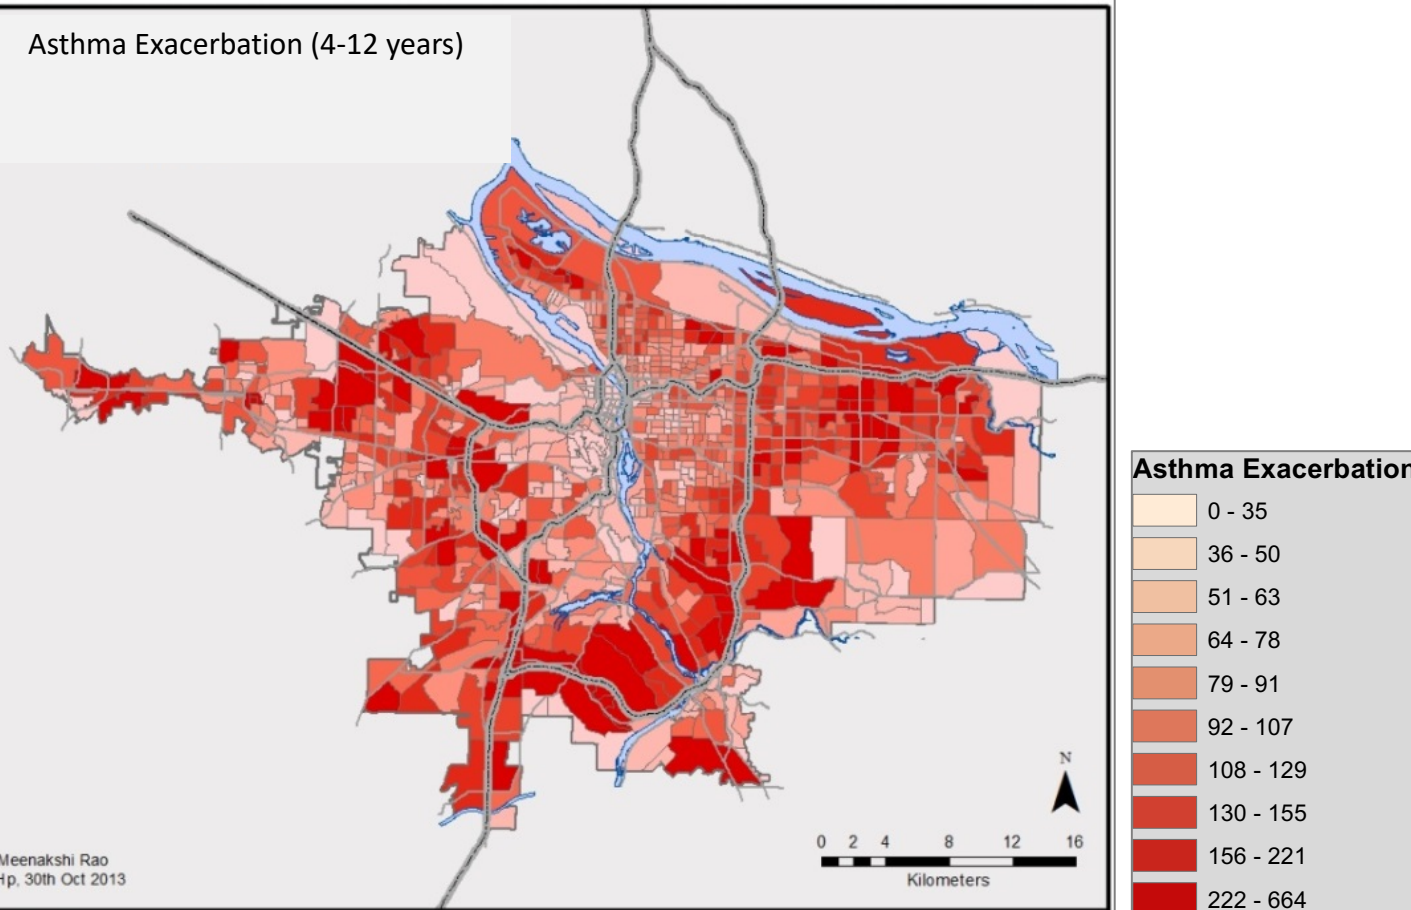 Asthma Exacerbation (4-12 years)
N
0 2 4 8 12 16
Kilometers
Meenakshi Rao
Hp, 30th Oct 2013
Asthma Exacerbation
0 - 35
36 - 50
51 - 63
64 - 78
79 - 91
92 - 107
108 - 129
130 - 155
156 - 221
222 - 664